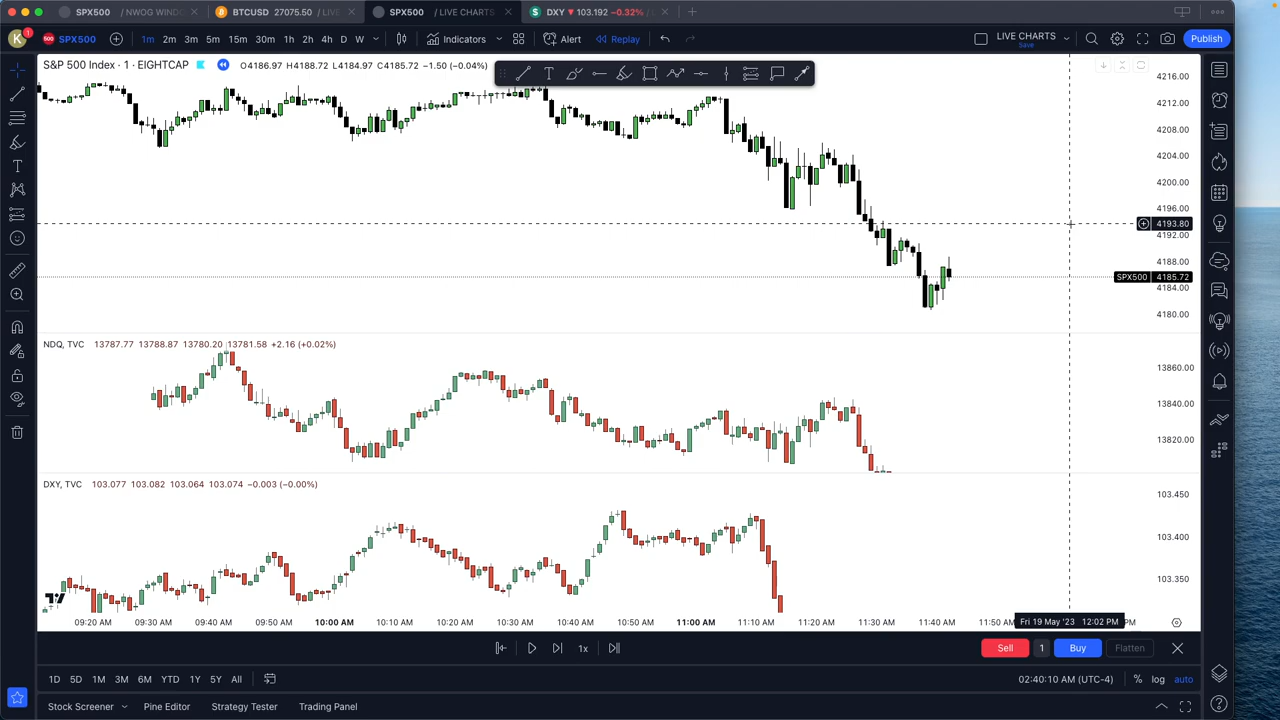 SPX500 / NWOG WINDO
BTCUSD 27075.50 / LIVE
SPX500 / LIVE CHARTS
DXY ▼ 103.192 −0.32% / L
K 1 SPX500 1m 2m 3m 5m 15m 30m 1h 2h 4h D W Indicators Alert Replay LIVE CHARTS Save Publish
S&P 500 Index · 1 · EIGHTCAP O4186.97 H4188.72 L4184.97 C4185.72 −1.50 (−0.04%)
4216.00
4212.00
4208.00
4204.00
4200.00
4196.00
4193.80
4192.00
4188.00
SPX500 4185.72
4184.00
4180.00
NDQ, TVC 13787.77 13788.87 13780.20 13781.58 +2.16 (+0.02%)
13860.00
13840.00
13820.00
DXY, TVC 103.077 103.082 103.064 103.074 −0.003 (−0.00%)
103.450
103.400
103.350
09:20 AM 09:30 AM 09:40 AM 09:50 AM 10:00 AM 10:10 AM 10:20 AM 10:30 AM 10:40 AM 10:50 AM 11:00 AM 11:10 AM 11:20 AM 11:30 AM 11:40 AM 11:50 AM Fri 19 May '23 12:02 PM PM
1x Sell 1 Buy Flatten
1D 5D 1M 3M 6M YTD 1Y 5Y All 02:40:10 AM (UTC-4) % log auto
Stock Screener Pine Editor Strategy Tester Trading Panel